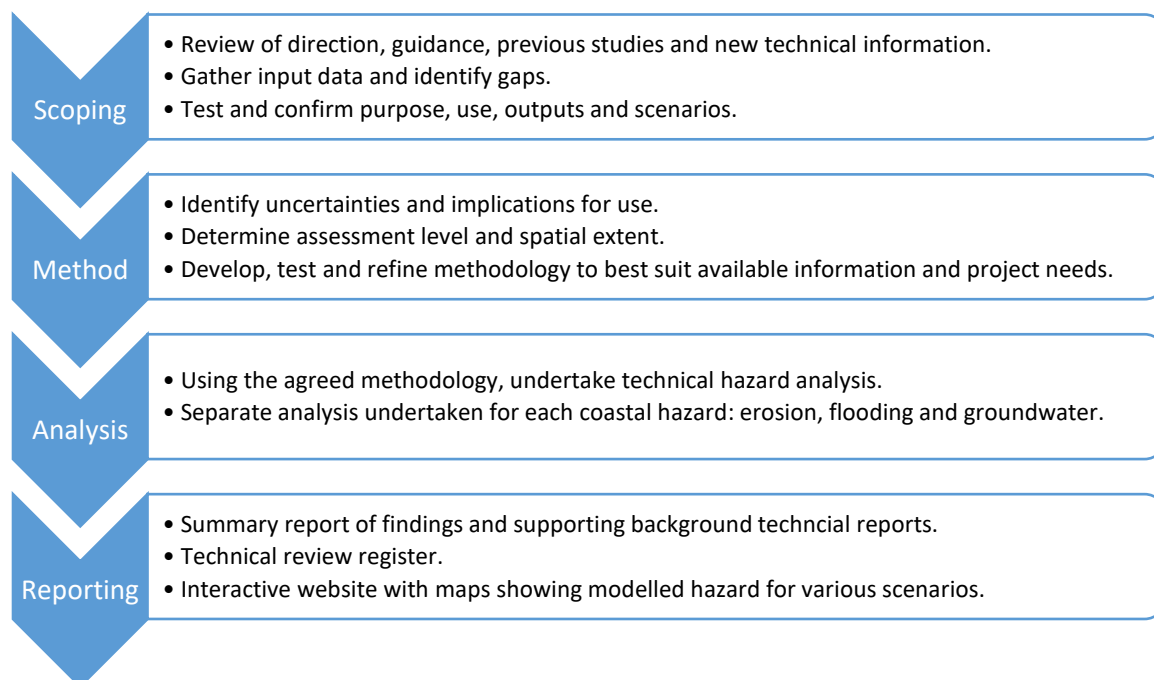 Scoping
• Review of direction, guidance, previous studies and new technical information.
• Gather input data and identify gaps.
• Test and confirm purpose, use, outputs and scenarios.
Method
• Identify uncertainties and implications for use.
• Determine assessment level and spatial extent.
• Develop, test and refine methodology to best suit available information and project needs.
Analysis
• Using the agreed methodology, undertake technical hazard analysis.
• Separate analysis undertaken for each coastal hazard: erosion, flooding and groundwater.
Reporting
• Summary report of findings and supporting background techncial reports.
• Technical review register.
• Interactive website with maps showing modelled hazard for various scenarios.